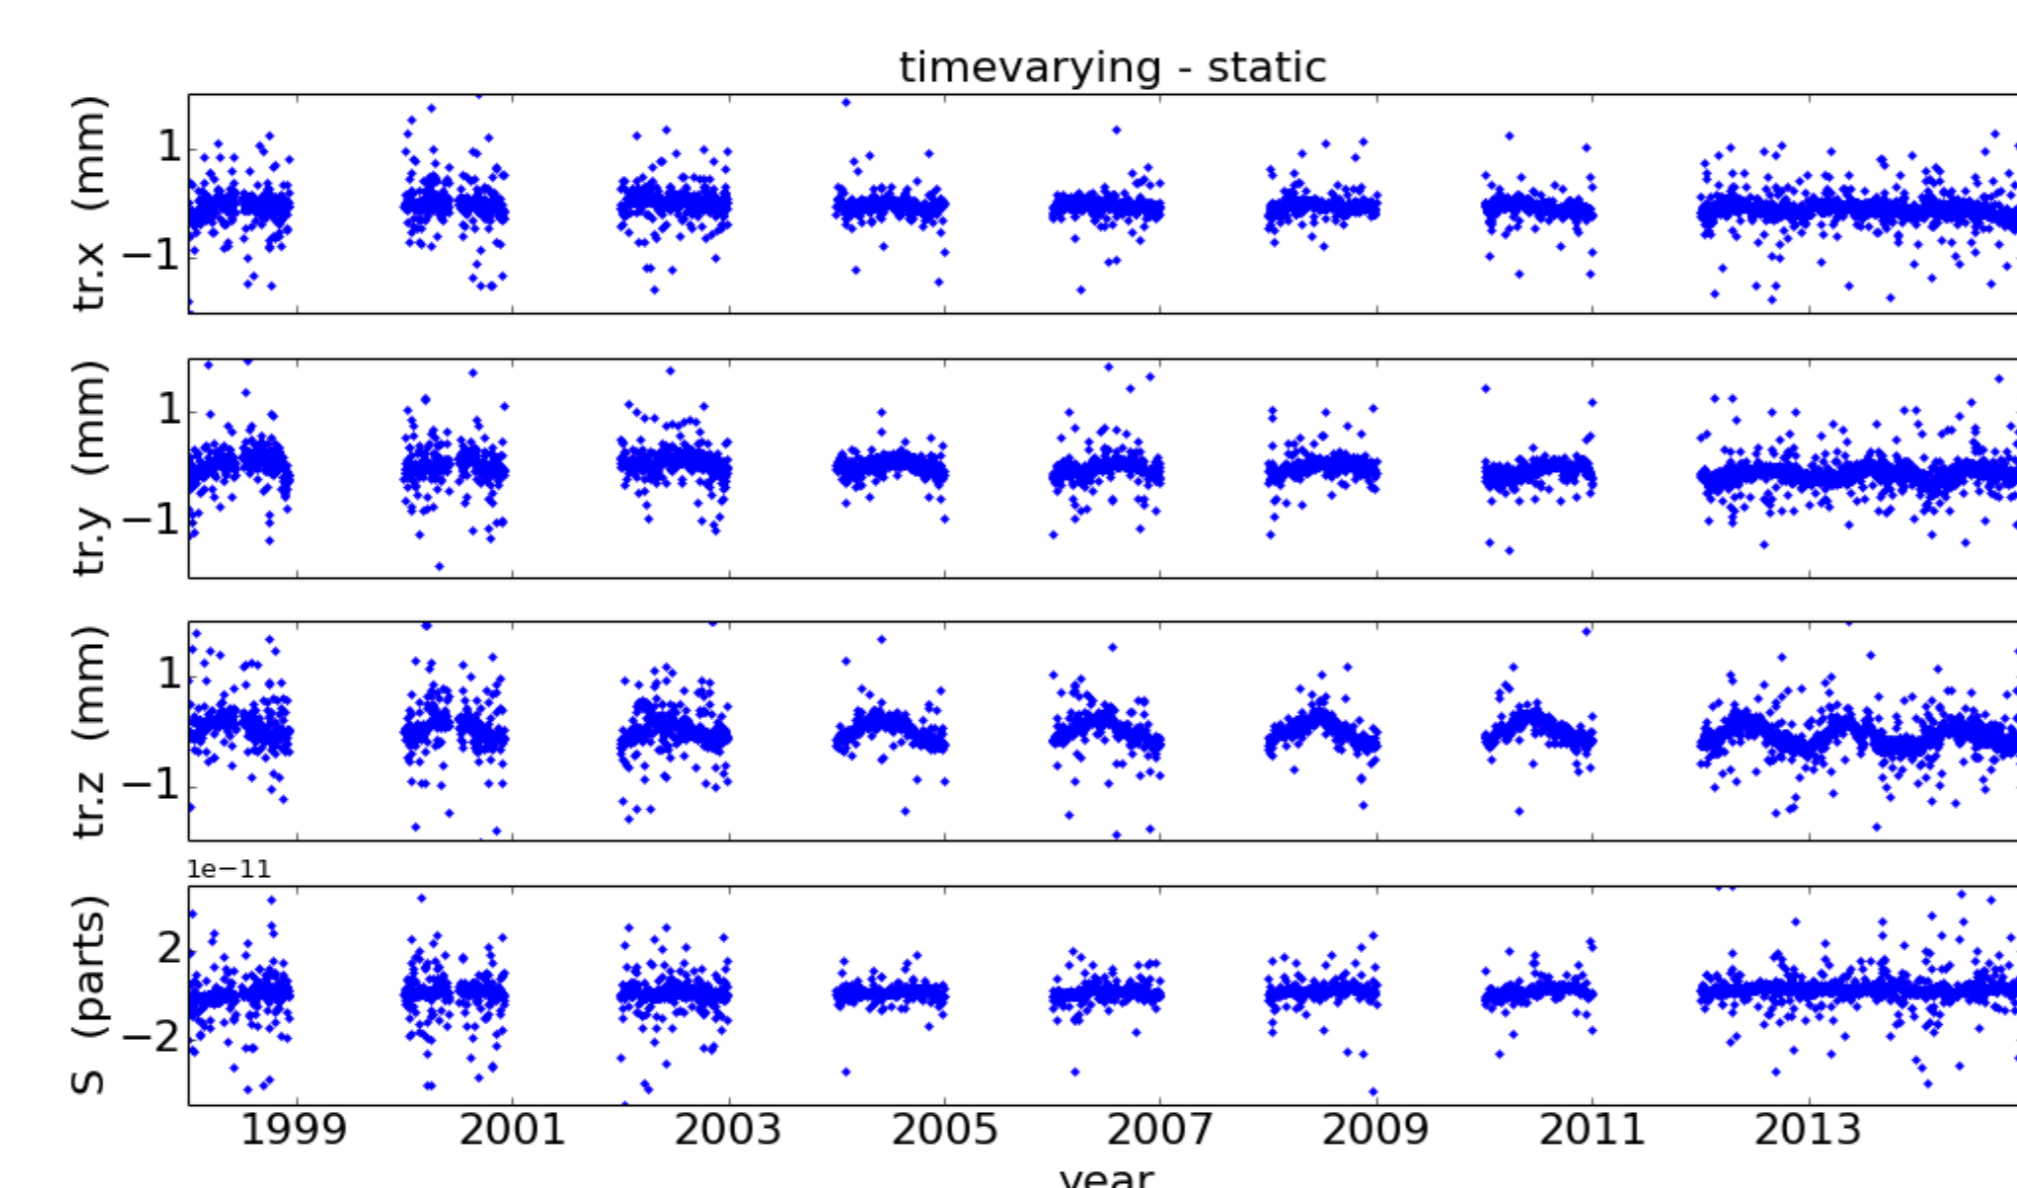 timevarying - static
tr.x (mm)
1
−1
tr.y (mm)
1
−1
tr.z (mm)
1
−1
1e−11
S (parts)
2
−2
1999 2001 2003 2005 2007 2009 2011 2013
year